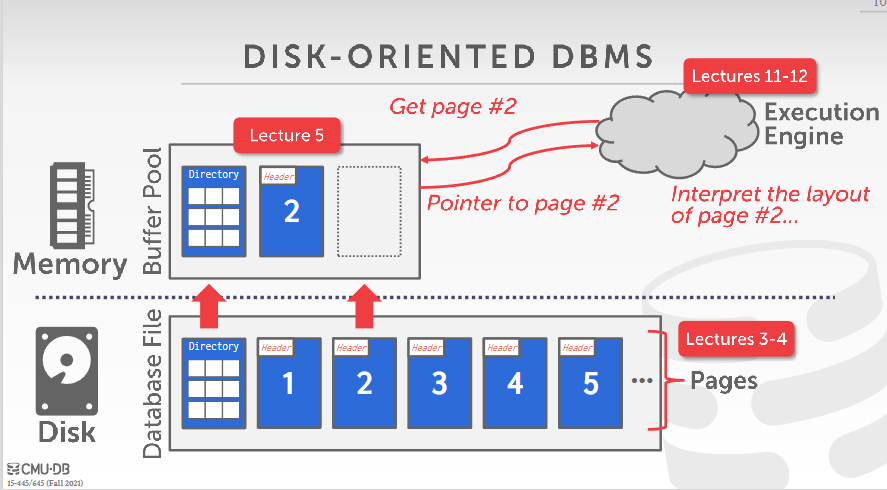 10
DISK-ORIENTED DBMS
Lectures 11-12
Get page #2
Execution
Engine
Lecture 5
Buffer Pool
Directory
Header
2
Pointer to page #2
Interpret the layout
of page #2...
Memory
Database File
Directory
Header
1
Header
2
Header
3
Header
4
Header
5
...
Lectures 3-4
Pages
Disk
CMU·DB
15-445/645 (Fall 2021)